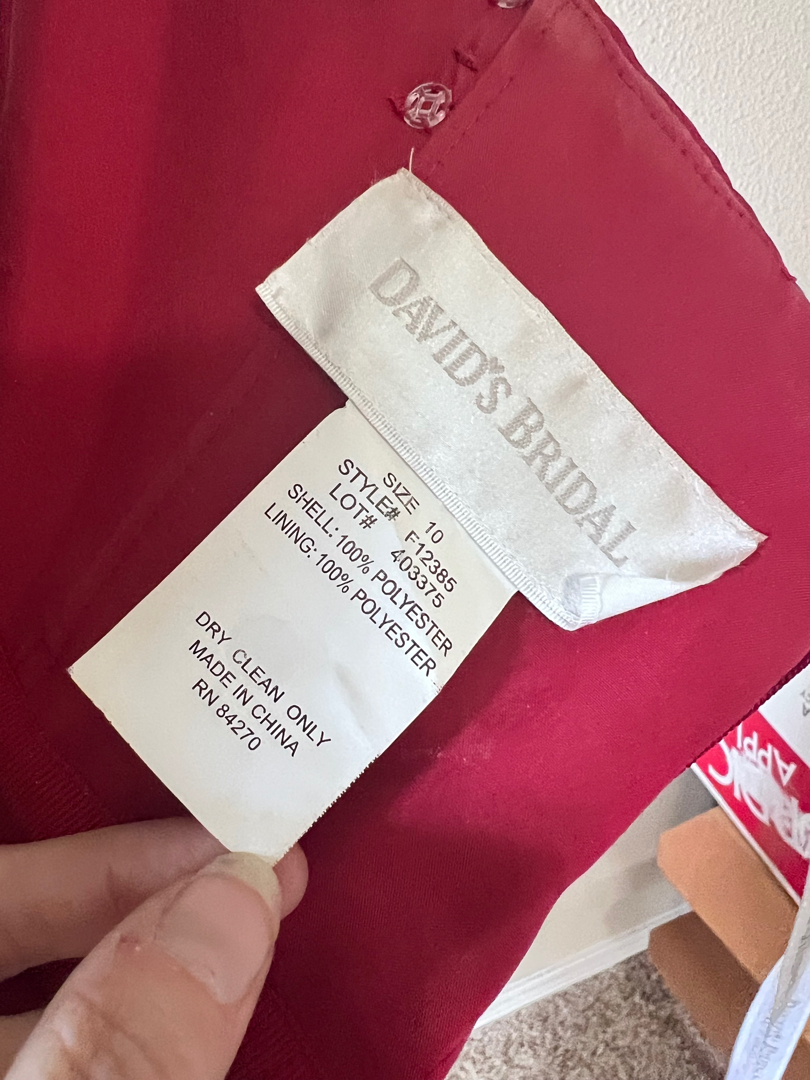 DAVID'S BRIDAL
SIZE 10
STYLE# F12385
LOT# 403375
SHELL: 100% POLYESTER
LINING: 100% POLYESTER
DRY CLEAN ONLY
MADE IN CHINA
RN 84270